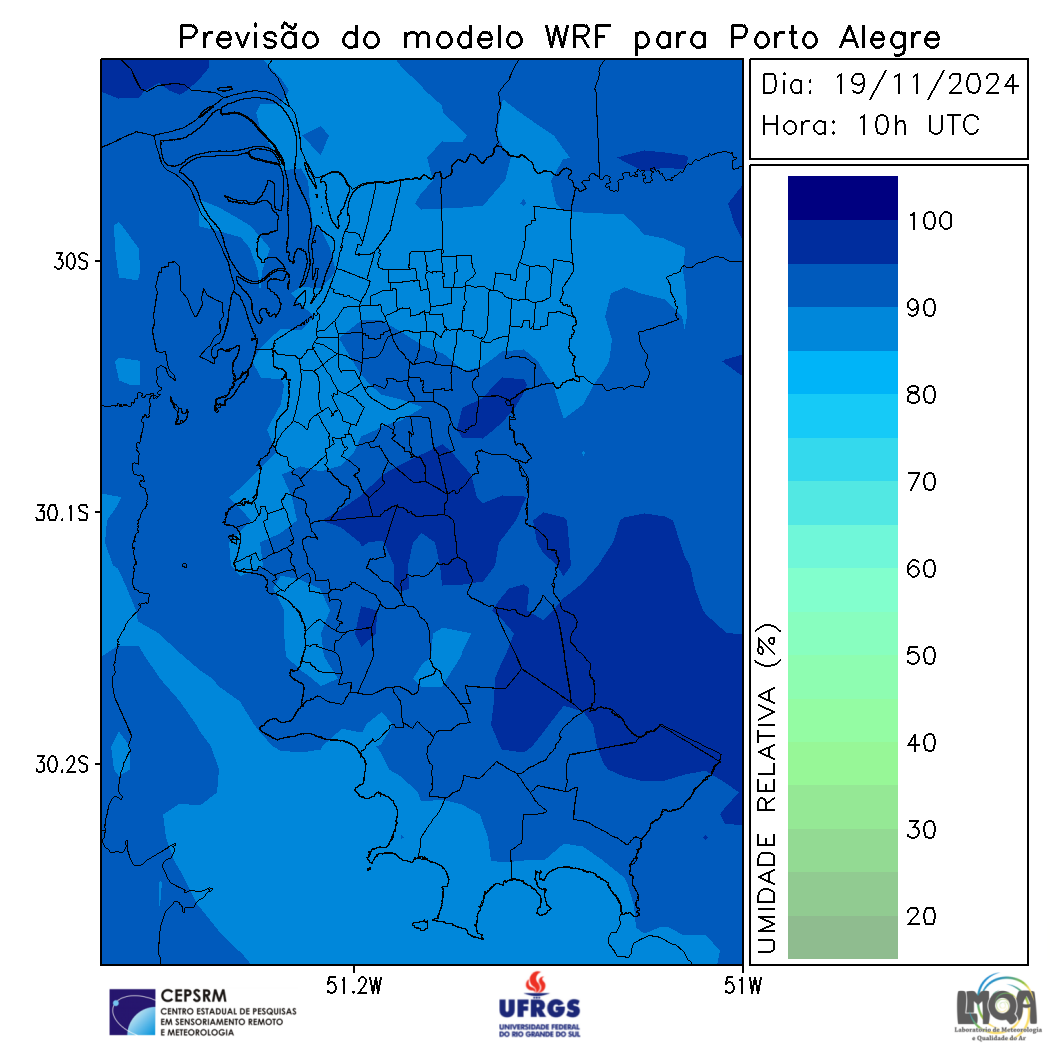 Previsão do modelo WRF para Porto Alegre
Dia: 19/11/2024
Hora: 10h UTC
100
90
80
70
60
50
40
30
20
UMIDADE RELATIVA (%)
30S
30.1S
30.2S
51.2W
51W
CEPSRM
CENTRO ESTADUAL DE PESQUISAS
EM SENSORIAMENTO REMOTO
E METEOROLOGIA
UFRGS
UNIVERSIDADE FEDERAL
DO RIO GRANDE DO SUL
LMQA
Laboratório de Meteorologia
e Qualidade do Ar